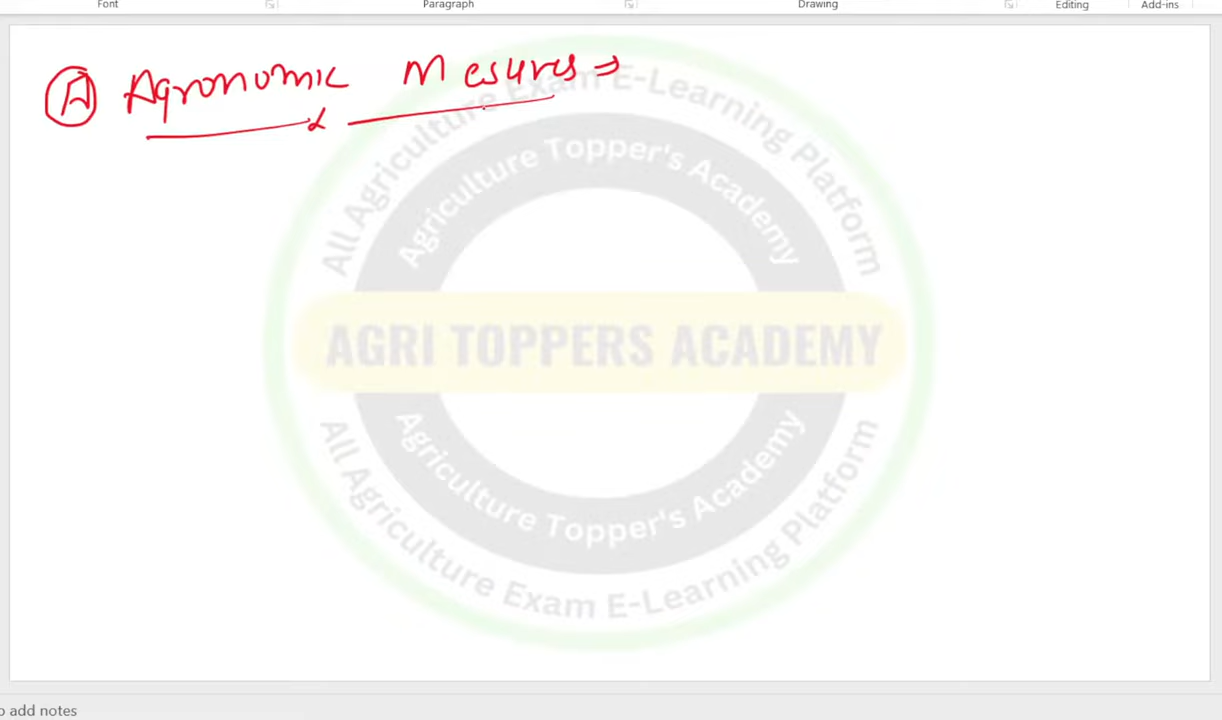 Font Paragraph Drawing Editing Add-ins
Ⓐ Agronomic Mesures ⇒
All Agriculture Exam E-Learning Platform
Agriculture Topper's Academy
AGRI TOPPERS ACADEMY
Agriculture Topper's Academy
All Agriculture Exam E-Learning Platform
o add notes